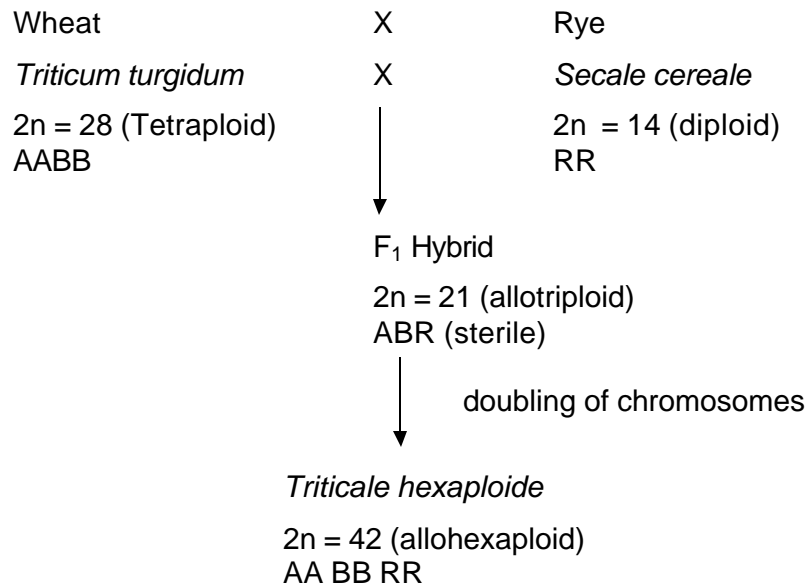 Wheat X Rye
Triticum turgidum X Secale cereale
2n = 28 (Tetraploid) 2n = 14 (diploid)
AABB RR
F₁ Hybrid
2n = 21 (allotriploid)
ABR (sterile)
doubling of chromosomes
Triticale hexaploide
2n = 42 (allohexaploid)
AA BB RR